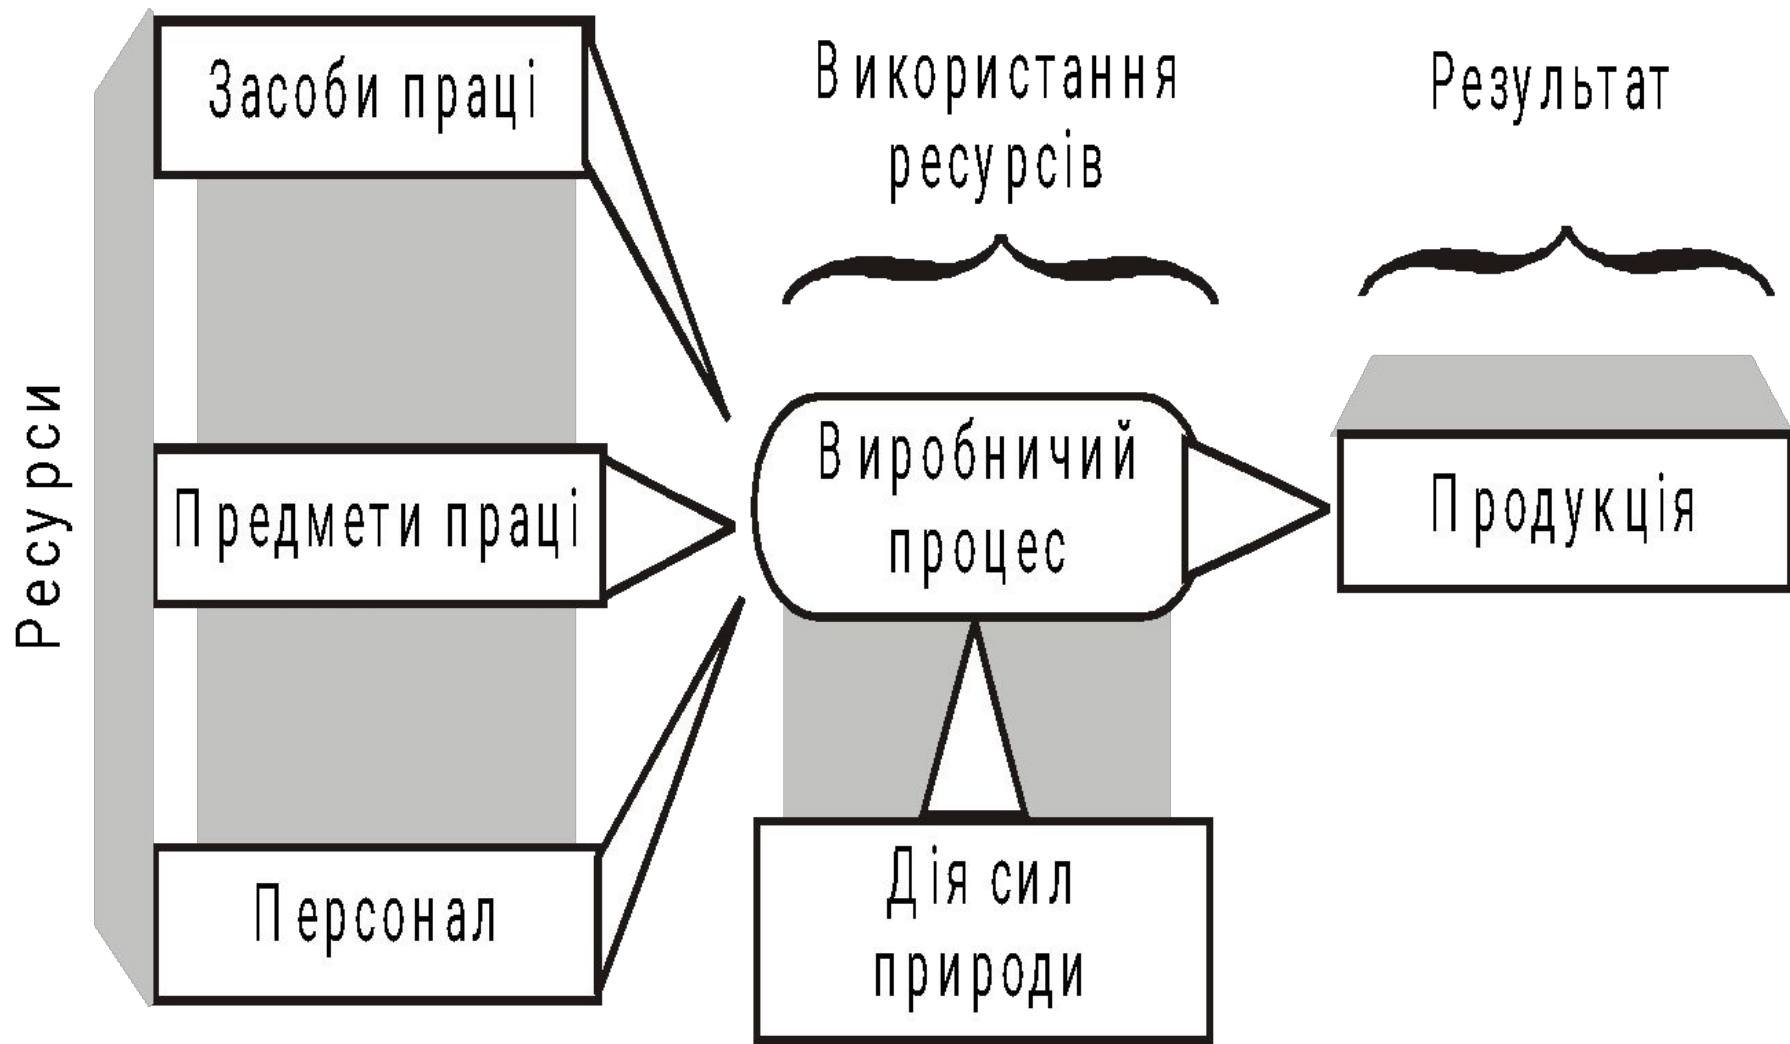 Ресурси
Засоби праці
Предмети праці
Персонал
Використання
ресурсів
Виробничий
процес
Дія сил
природи
Результат
Продукція